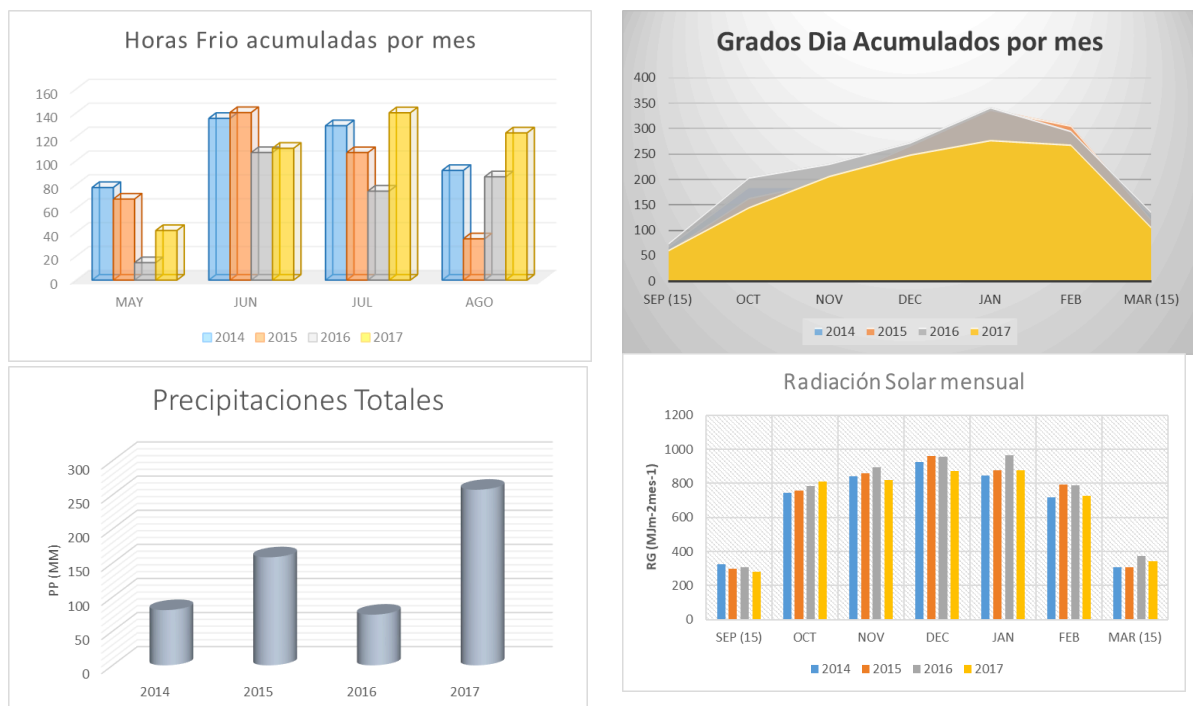 Horas Frio acumuladas por mes
160
140
120
100
80
60
40
20
0
MAY JUN JUL AGO
2014 2015 2016 2017
Grados Dia Acumulados por mes
400
350
300
250
200
150
100
50
0
SEP (15) OCT NOV DEC JAN FEB MAR (15)
2014 2015 2016 2017
Precipitaciones Totales
PP (MM)
300
250
200
150
100
50
0
2014 2015 2016 2017
Radiación Solar mensual
RG (MJm-2mes-1)
1200
1000
800
600
400
200
0
SEP (15) OCT NOV DEC JAN FEB MAR (15)
2014 2015 2016 2017